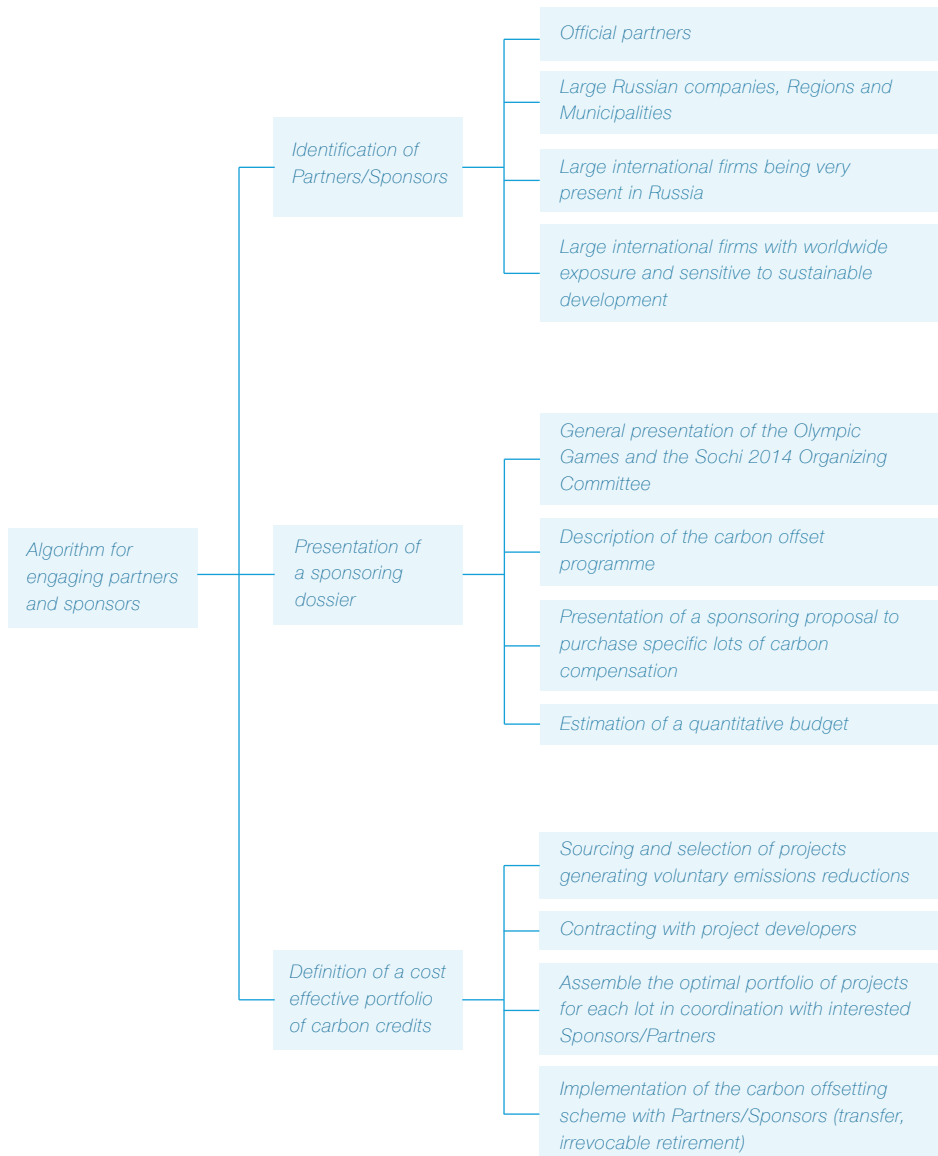 Algorithm for
engaging partners
and sponsors
Identification of
Partners/Sponsors
Official partners
Large Russian companies, Regions and
Municipalities
Large international firms being very
present in Russia
Large international firms with worldwide
exposure and sensitive to sustainable
development
Presentation of
a sponsoring
dossier
General presentation of the Olympic
Games and the Sochi 2014 Organizing
Committee
Description of the carbon offset
programme
Presentation of a sponsoring proposal to
purchase specific lots of carbon
compensation
Estimation of a quantitative budget
Definition of a cost
effective portfolio
of carbon credits
Sourcing and selection of projects
generating voluntary emissions reductions
Contracting with project developers
Assemble the optimal portfolio of projects
for each lot in coordination with interested
Sponsors/Partners
Implementation of the carbon offsetting
scheme with Partners/Sponsors (transfer,
irrevocable retirement)